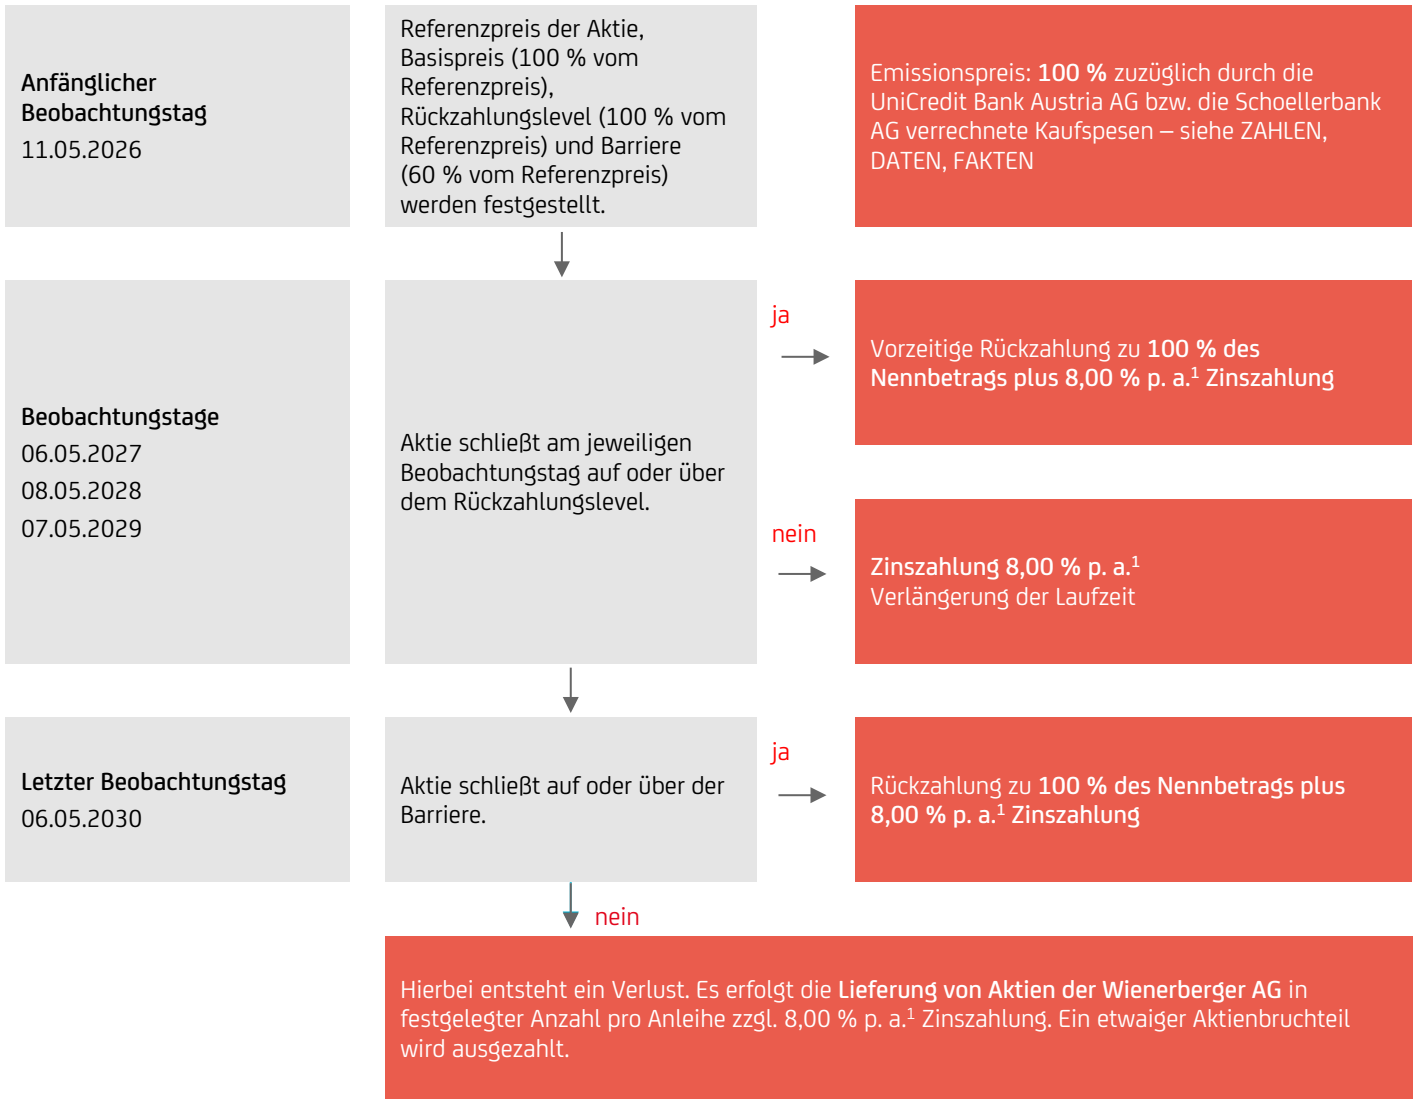 Anfänglicher
Beobachtungstag
11.05.2026
Referenzpreis der Aktie,
Basispreis (100 % vom
Referenzpreis),
Rückzahlungslevel (100 % vom
Referenzpreis) und Barriere
(60 % vom Referenzpreis)
werden festgestellt.
Emissionspreis: 100 % zuzüglich durch die
UniCredit Bank Austria AG bzw. die Schoellerbank
AG verrechnete Kaufspesen – siehe ZAHLEN,
DATEN, FAKTEN
Beobachtungstage
06.05.2027
08.05.2028
07.05.2029
Aktie schließt am jeweiligen
Beobachtungstag auf oder über
dem Rückzahlungslevel.
ja
Vorzeitige Rückzahlung zu 100 % des
Nennbetrags plus 8,00 % p. a.¹ Zinszahlung
nein
Zinszahlung 8,00 % p. a.¹
Verlängerung der Laufzeit
Letzter Beobachtungstag
06.05.2030
Aktie schließt auf oder über der
Barriere.
ja
Rückzahlung zu 100 % des Nennbetrags plus
8,00 % p. a.¹ Zinszahlung
nein
Hierbei entsteht ein Verlust. Es erfolgt die Lieferung von Aktien der Wienerberger AG in
festgelegter Anzahl pro Anleihe zzgl. 8,00 % p. a.¹ Zinszahlung. Ein etwaiger Aktienbruchteil
wird ausgezahlt.